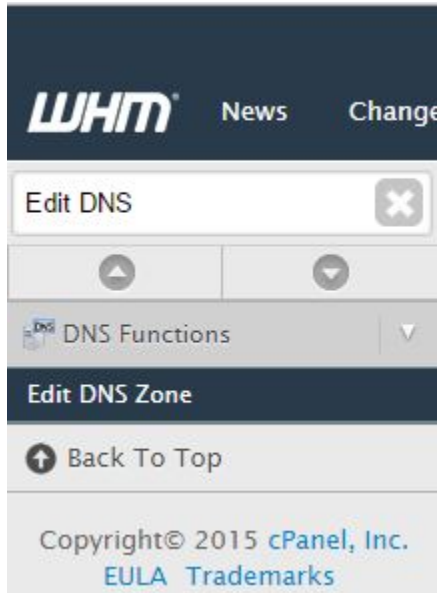 WHM News Change
Edit DNS
DNS Functions
Edit DNS Zone
Back To Top
Copyright© 2015 cPanel, Inc.
EULA Trademarks